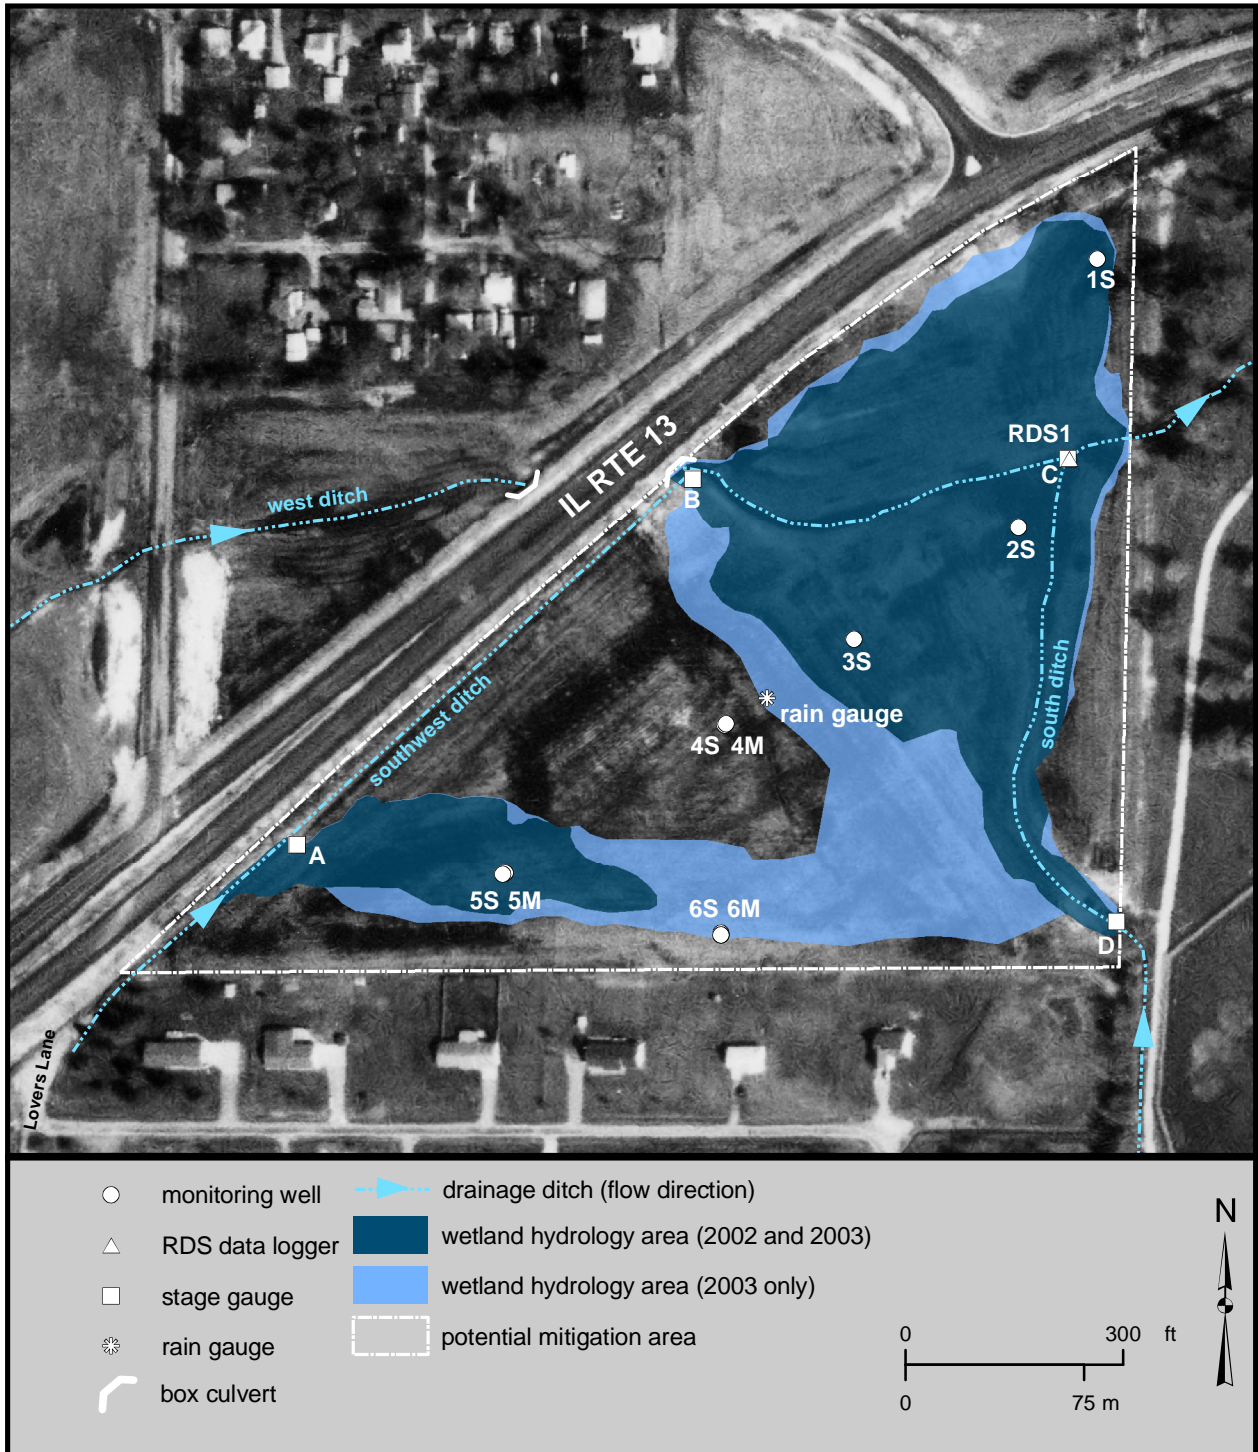 1S
IL RTE 13
RDS1
C
west ditch
B
2S
3S
south ditch
rain gauge
southwest ditch
4S 4M
A
5S 5M
6S 6M
D
Lovers Lane
monitoring well
RDS data logger
stage gauge
rain gauge
box culvert
drainage ditch (flow direction)
wetland hydrology area (2002 and 2003)
wetland hydrology area (2003 only)
potential mitigation area
N
0 300 ft
0 75 m